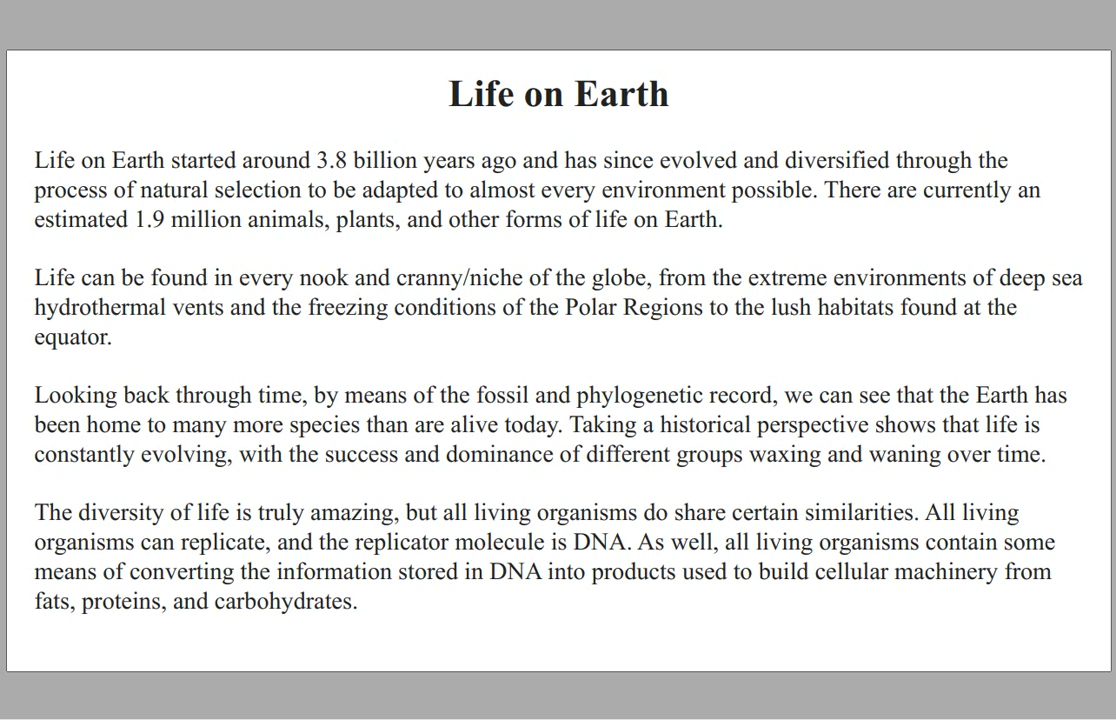 Life on Earth
Life on Earth started around 3.8 billion years ago and has since evolved and diversified through the
process of natural selection to be adapted to almost every environment possible. There are currently an
estimated 1.9 million animals, plants, and other forms of life on Earth.
Life can be found in every nook and cranny/niche of the globe, from the extreme environments of deep sea
hydrothermal vents and the freezing conditions of the Polar Regions to the lush habitats found at the
equator.
Looking back through time, by means of the fossil and phylogenetic record, we can see that the Earth has
been home to many more species than are alive today. Taking a historical perspective shows that life is
constantly evolving, with the success and dominance of different groups waxing and waning over time.
The diversity of life is truly amazing, but all living organisms do share certain similarities. All living
organisms can replicate, and the replicator molecule is DNA. As well, all living organisms contain some
means of converting the information stored in DNA into products used to build cellular machinery from
fats, proteins, and carbohydrates.